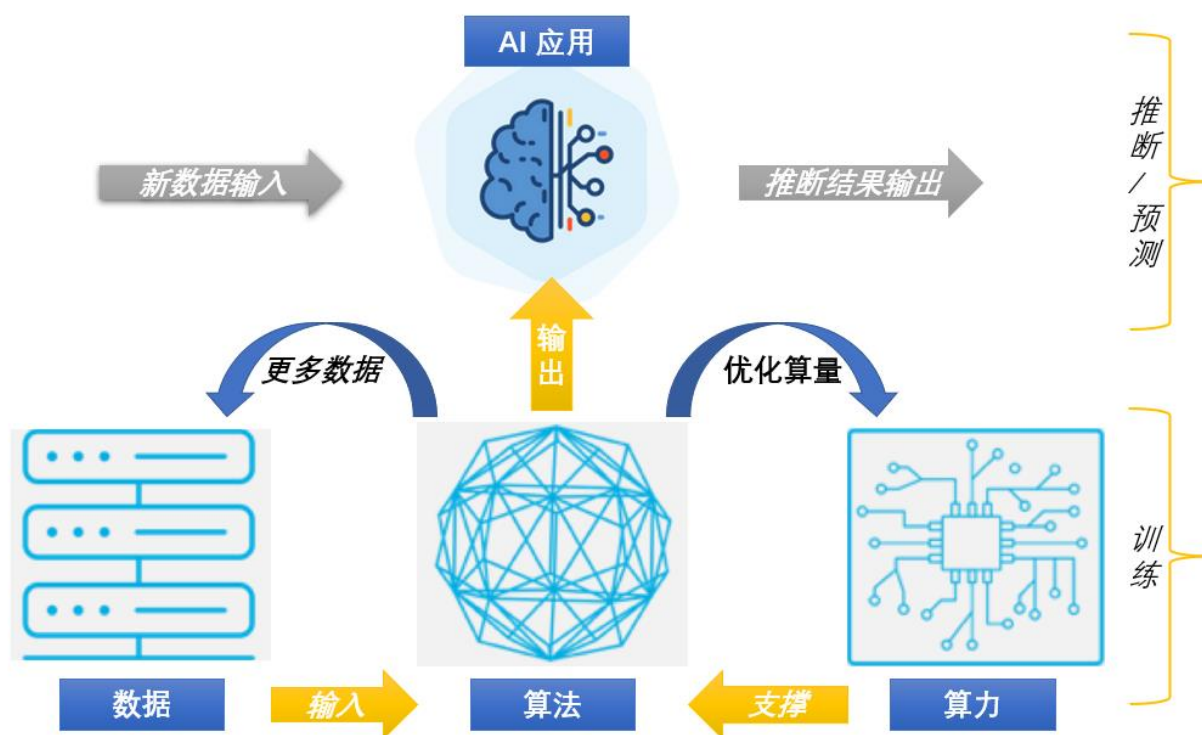 AI 应用
新数据输入
推断结果输出
推断/预测
输出
更多数据
优化算量
训练
数据
输入
算法
支撑
算力